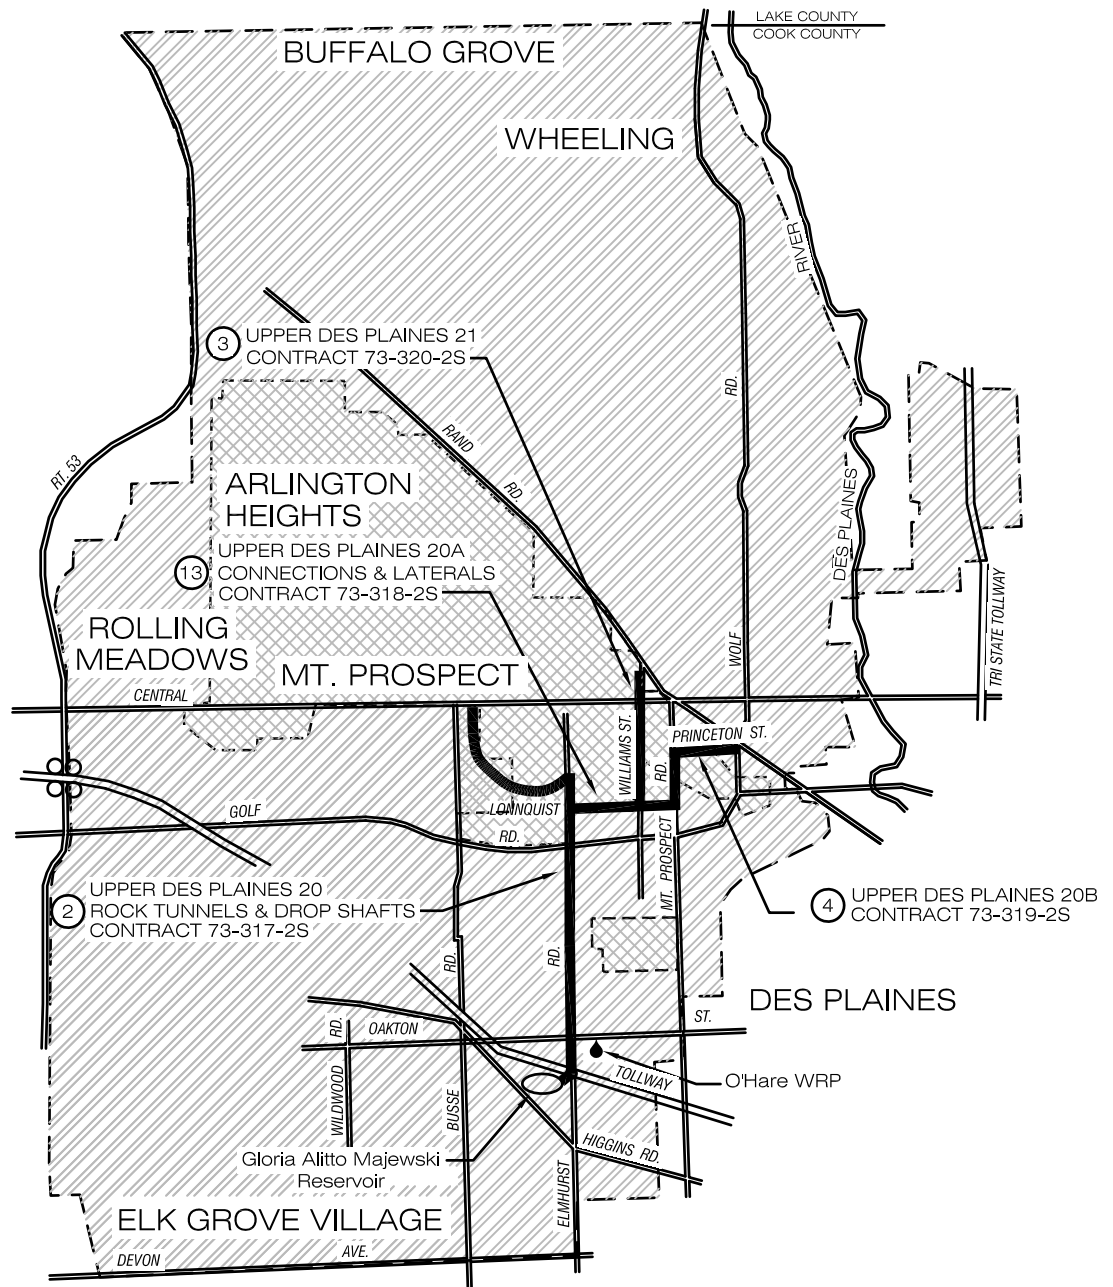 LAKE COUNTY
COOK COUNTY
BUFFALO GROVE
WHEELING
RIVER
3
UPPER DES PLAINES 21
CONTRACT 73-320-2S
RD.
RAND
RD.
RT. 53
ARLINGTON
HEIGHTS
DES PLAINES
13
UPPER DES PLAINES 20A
CONNECTIONS & LATERALS
CONTRACT 73-318-2S
TRI STATE TOLLWAY
ROLLING
MEADOWS
MT. PROSPECT
WOLF
CENTRAL
WILLIAMS ST.
RD.
PRINCETON ST.
GOLF
LONNQUIST
RD.
MT. PROSPECT
2
UPPER DES PLAINES 20
ROCK TUNNELS & DROP SHAFTS
CONTRACT 73-317-2S
4
UPPER DES PLAINES 20B
CONTRACT 73-319-2S
RD.
RD.
DES PLAINES
RD.
OAKTON
ST.
WILDWOOD
BUSSE
TOLLWAY
O'Hare WRP
Gloria Alitto Majewski
Reservoir
HIGGINS RD.
ELMHURST
ELK GROVE VILLAGE
DEVON
AVE.